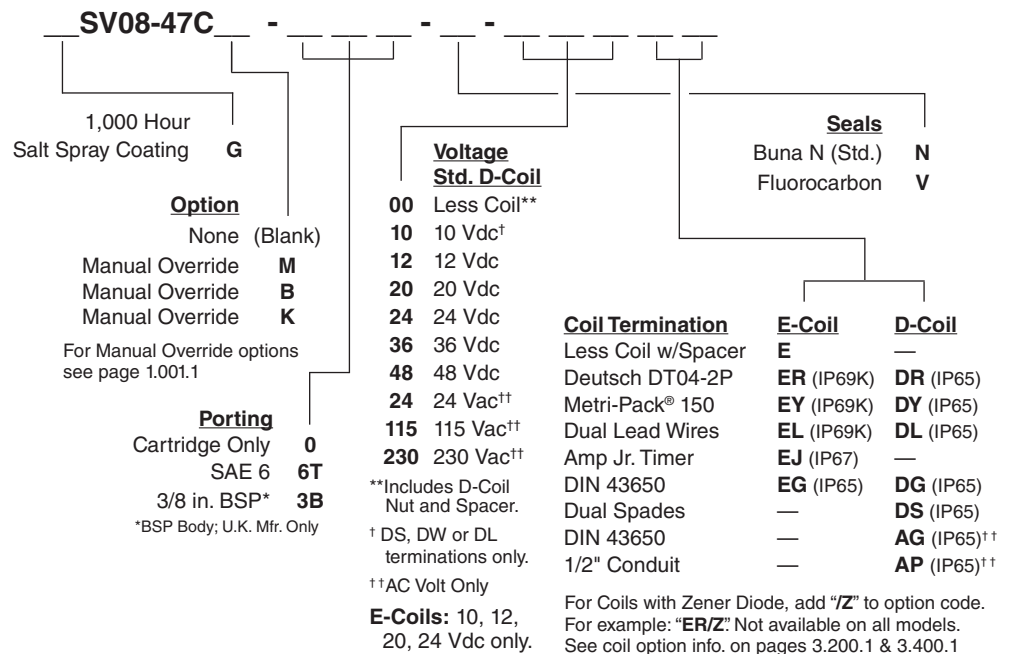 __SV08-47C__ - __ __ __ - __ - __ __ __ __ __
1,000 Hour
Salt Spray Coating G
Option
None (Blank)
Manual Override M
Manual Override B
Manual Override K
For Manual Override options
see page 1.001.1
Porting
Cartridge Only 0
SAE 6 6T
3/8 in. BSP* 3B
*BSP Body; U.K. Mfr. Only
Voltage
Std. D-Coil
00 Less Coil**
10 10 Vdc†
12 12 Vdc
20 20 Vdc
24 24 Vdc
36 36 Vdc
48 48 Vdc
24 24 Vac††
115 115 Vac††
230 230 Vac††
**Includes D-Coil
Nut and Spacer.
† DS, DW or DL
terminations only.
††AC Volt Only
E-Coils: 10, 12,
20, 24 Vdc only.
Seals
Buna N (Std.) N
Fluorocarbon V
Coil Termination E-Coil D-Coil
Less Coil w/Spacer E —
Deutsch DT04-2P ER (IP69K) DR (IP65)
Metri-Pack® 150 EY (IP69K) DY (IP65)
Dual Lead Wires EL (IP69K) DL (IP65)
Amp Jr. Timer EJ (IP67) —
DIN 43650 EG (IP65) DG (IP65)
Dual Spades — DS (IP65)
DIN 43650 — AG (IP65)††
1/2" Conduit — AP (IP65)††
For Coils with Zener Diode, add “/Z” to option code.
For example: “ER/Z”. Not available on all models.
See coil option info. on pages 3.200.1 & 3.400.1